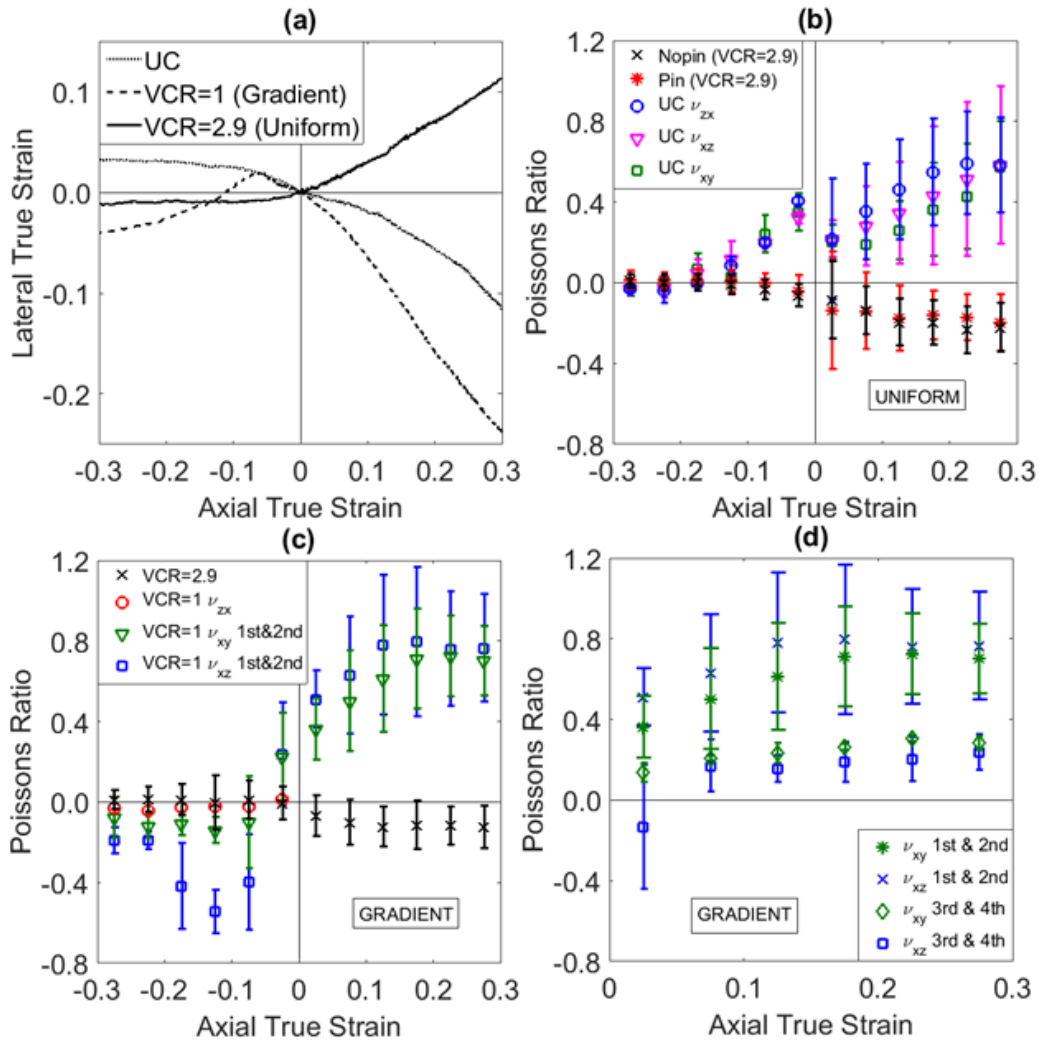 (a)
UC
VCR=1 (Gradient)
VCR=2.9 (Uniform)
0.1
0.0
-0.1
-0.2
-0.3 -0.2 -0.1 0 0.1 0.2 0.3
Lateral True Strain
Axial True Strain
(b)
Nopin (VCR=2.9)
Pin (VCR=2.9)
UC νzx
UC νxz
UC νxy
1.2
0.8
0.4
0.0
-0.4
-0.8
UNIFORM
-0.3 -0.2 -0.1 0 0.1 0.2 0.3
Poissons Ratio
Axial True Strain
(c)
VCR=2.9
VCR=1 νzx
VCR=1 νxy 1st&2nd
VCR=1 νxz 1st&2nd
1.2
0.8
0.4
0.0
-0.4
-0.8
GRADIENT
-0.3 -0.2 -0.1 0 0.1 0.2 0.3
Poissons Ratio
Axial True Strain
(d)
1.2
0.8
0.4
0.0
-0.4
-0.8
GRADIENT
νxy 1st & 2nd
νxz 1st & 2nd
νxy 3rd & 4th
νxz 3rd & 4th
0 0.1 0.2 0.3
Poissons Ratio
Axial True Strain